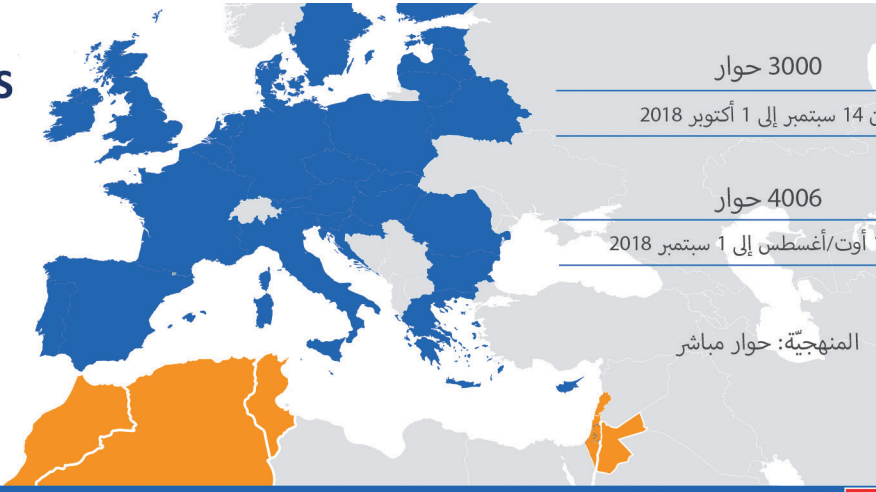 S
3000 حوار
14 سبتمبر إلى 1 أكتوبر 2018
4006 حوار
أوت/أغسطس إلى 1 سبتمبر 2018
المنهجيّة: حوار مباشر